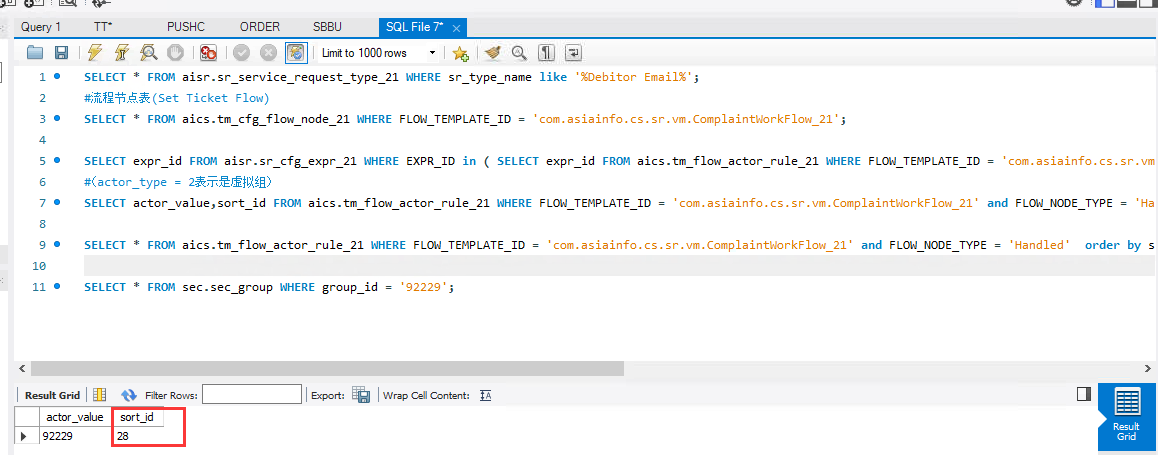 Query 1 TT* PUSHC ORDER SBBU SQL File 7*
Limit to 1000 rows
1 SELECT * FROM aisr.sr_service_request_type_21 WHERE sr_type_name like '%Debitor Email%';
2 #流程节点表(Set Ticket Flow)
3 SELECT * FROM aics.tm_cfg_flow_node_21 WHERE FLOW_TEMPLATE_ID = 'com.asiainfo.cs.sr.vm.ComplaintWorkFlow_21';
4
5 SELECT expr_id FROM aisr.sr_cfg_expr_21 WHERE EXPR_ID in ( SELECT expr_id FROM aics.tm_flow_actor_rule_21 WHERE FLOW_TEMPLATE_ID = 'com.asiainfo.cs.sr.vm
6 #(actor_type = 2表示是虚拟组)
7 SELECT actor_value,sort_id FROM aics.tm_flow_actor_rule_21 WHERE FLOW_TEMPLATE_ID = 'com.asiainfo.cs.sr.vm.ComplaintWorkFlow_21' and FLOW_NODE_TYPE = 'Ha
8
9 SELECT * FROM aics.tm_flow_actor_rule_21 WHERE FLOW_TEMPLATE_ID = 'com.asiainfo.cs.sr.vm.ComplaintWorkFlow_21' and FLOW_NODE_TYPE = 'Handled'  order by s
10
11 SELECT * FROM sec.sec_group WHERE group_id = '92229';
Result Grid Filter Rows: Export: Wrap Cell Content:
actor_value sort_id
92229 28
Result
Grid